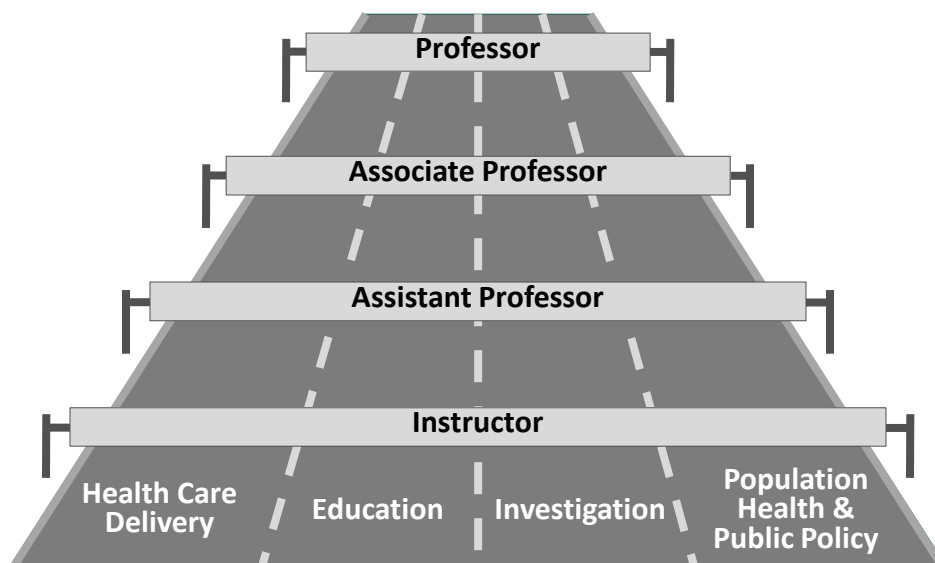 Professor
Associate Professor
Assistant Professor
Instructor
Health Care
Delivery
Education
Investigation
Population
Health &
Public Policy